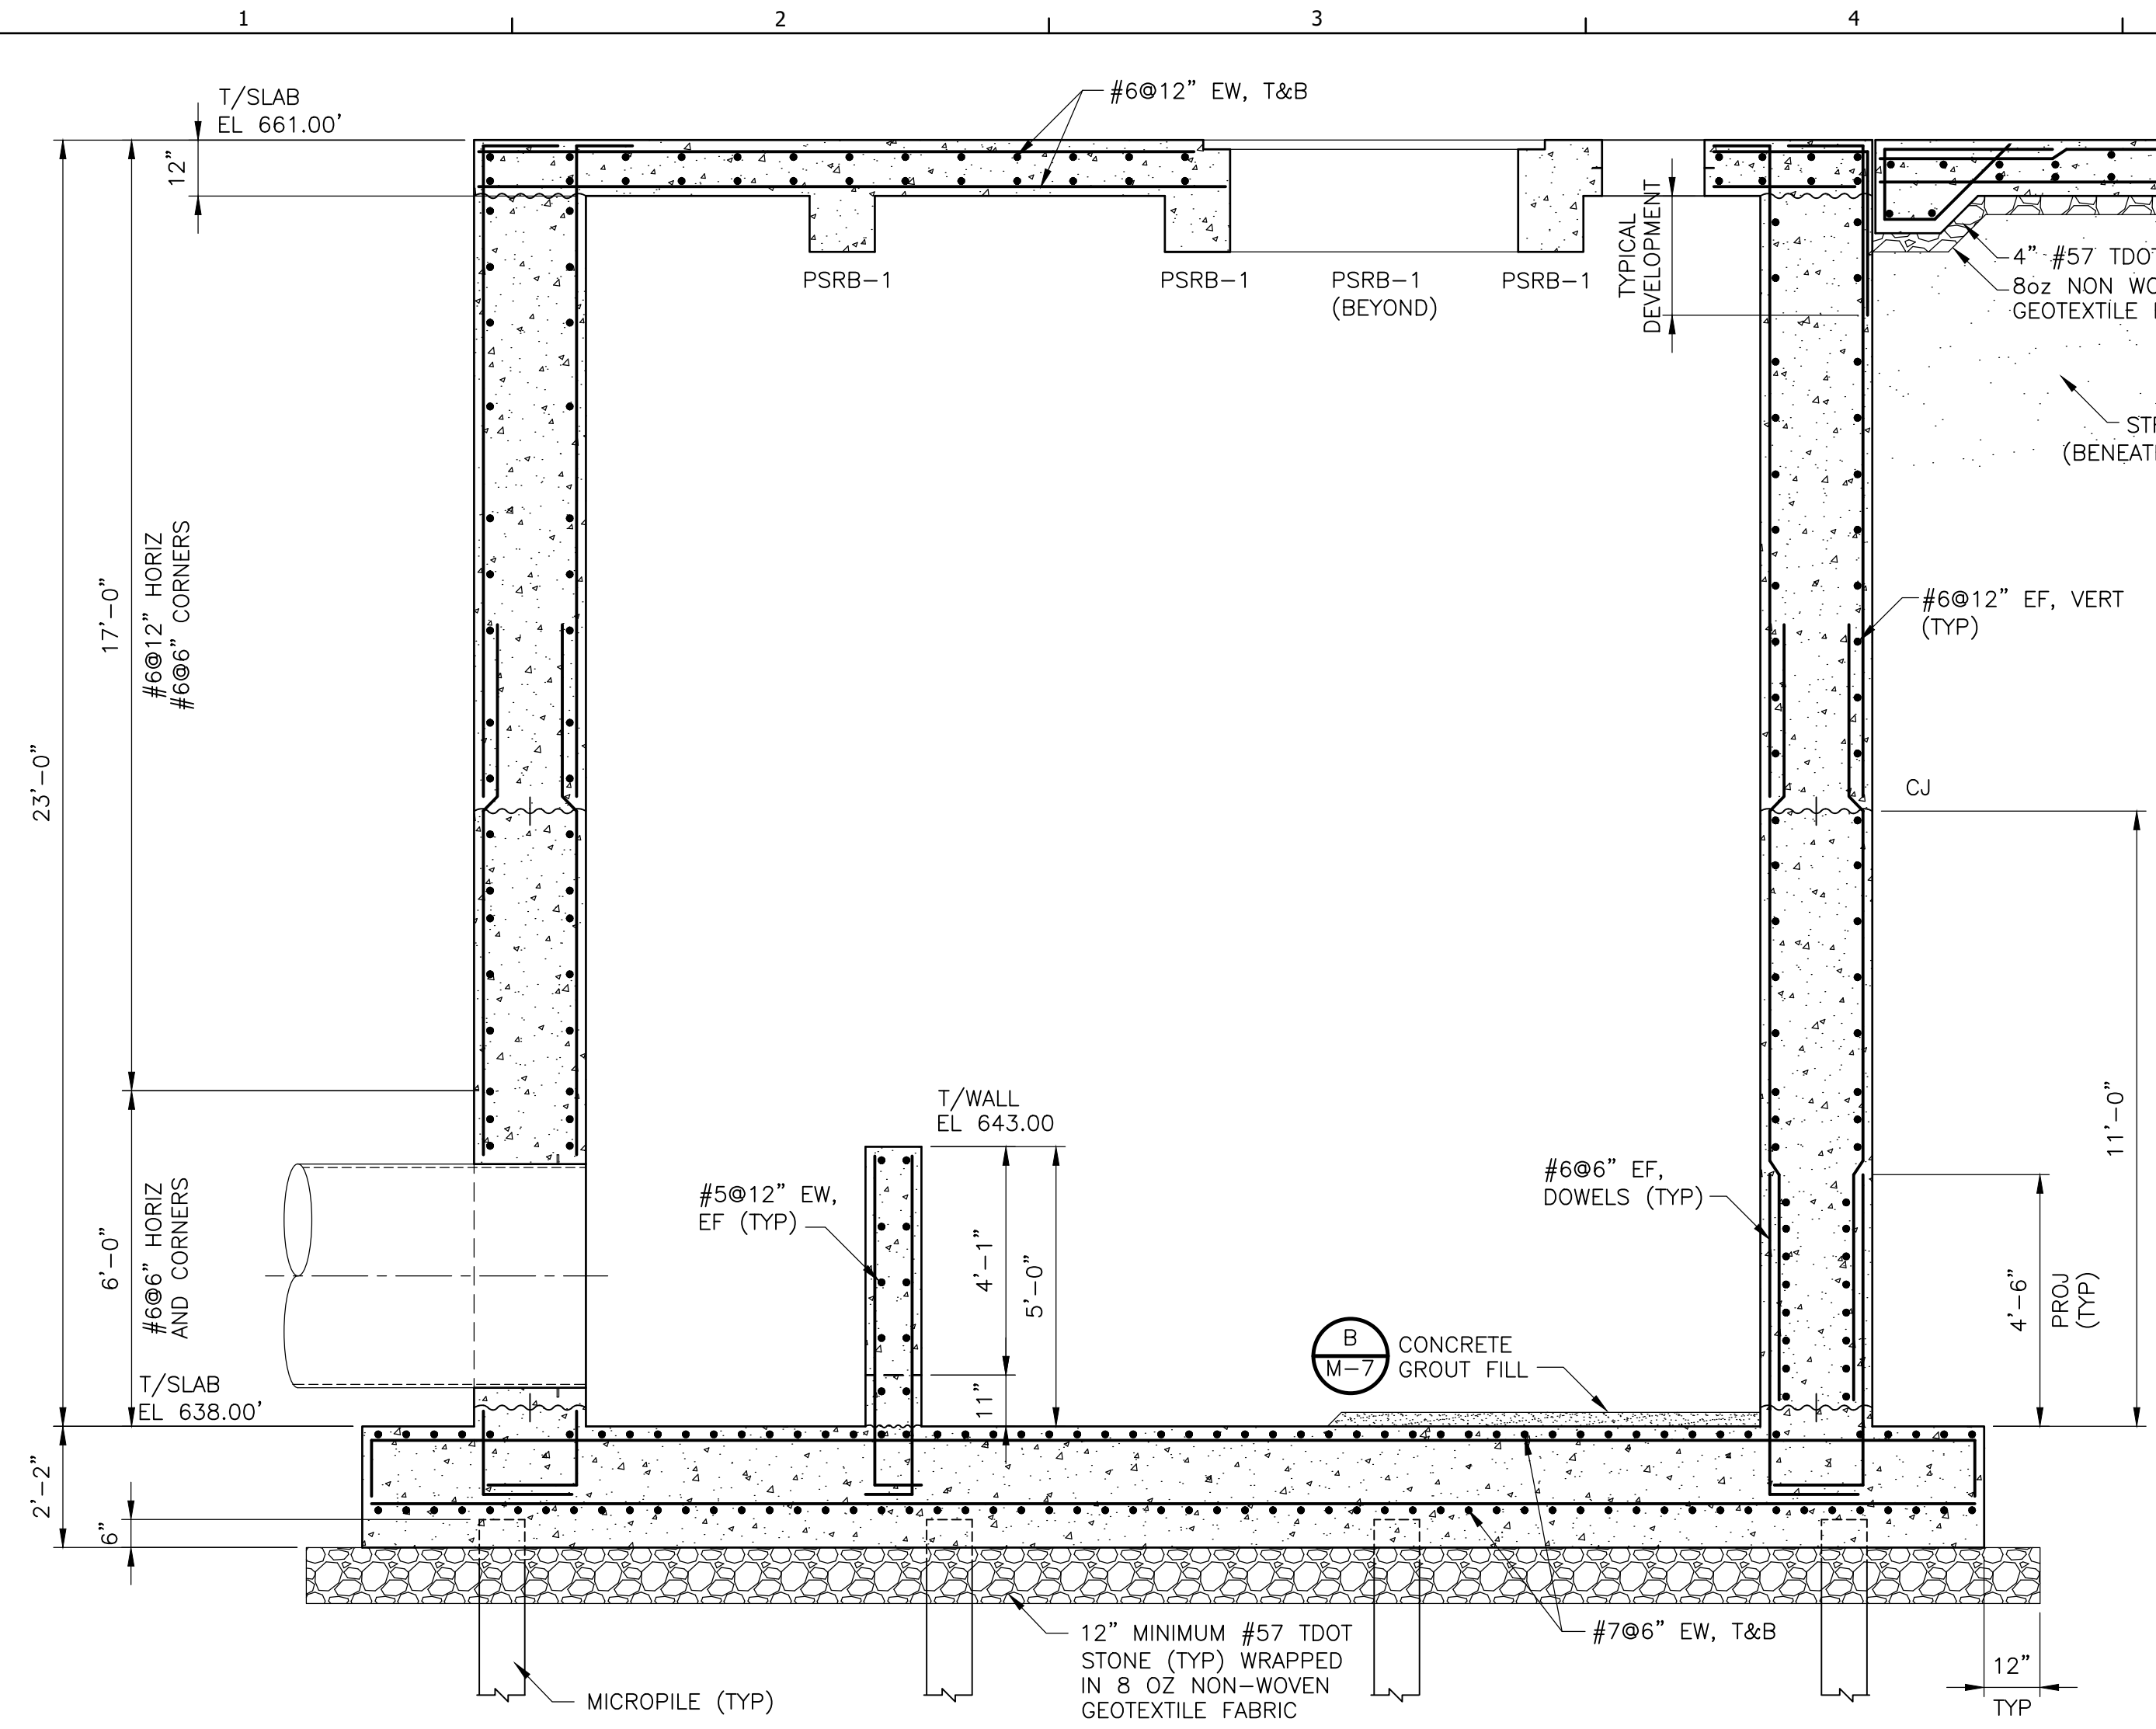 1
2
3
4
T/SLAB
EL 661.00'
12"
#6@12" EW, T&B
PSRB-1
PSRB-1
PSRB-1
(BEYOND)
PSRB-1
TYPICAL
DEVELOPMENT
4" #57 TDOT
8oz NON WO
GEOTEXTILE
(BENEAT
17'-0"
#6@12" HORIZ
#6@6" CORNERS
23'-0"
#6@12" EF, VERT
(TYP)
CJ
11'-0"
T/WALL
EL 643.00
#5@12" EW,
EF (TYP)
4'-1"
5'-0"
11"
#6@6" EF,
DOWELS (TYP)
4'-6"
PROJ
(TYP)
6'-0"
#6@6" HORIZ
AND CORNERS
B
M-7
CONCRETE
GROUT FILL
T/SLAB
EL 638.00'
2'-2"
6"
12" MINIMUM #57 TDOT
STONE (TYP) WRAPPED
IN 8 OZ NON-WOVEN
GEOTEXTILE FABRIC
#7@6" EW, T&B
MICROPILE (TYP)
12"
TYP